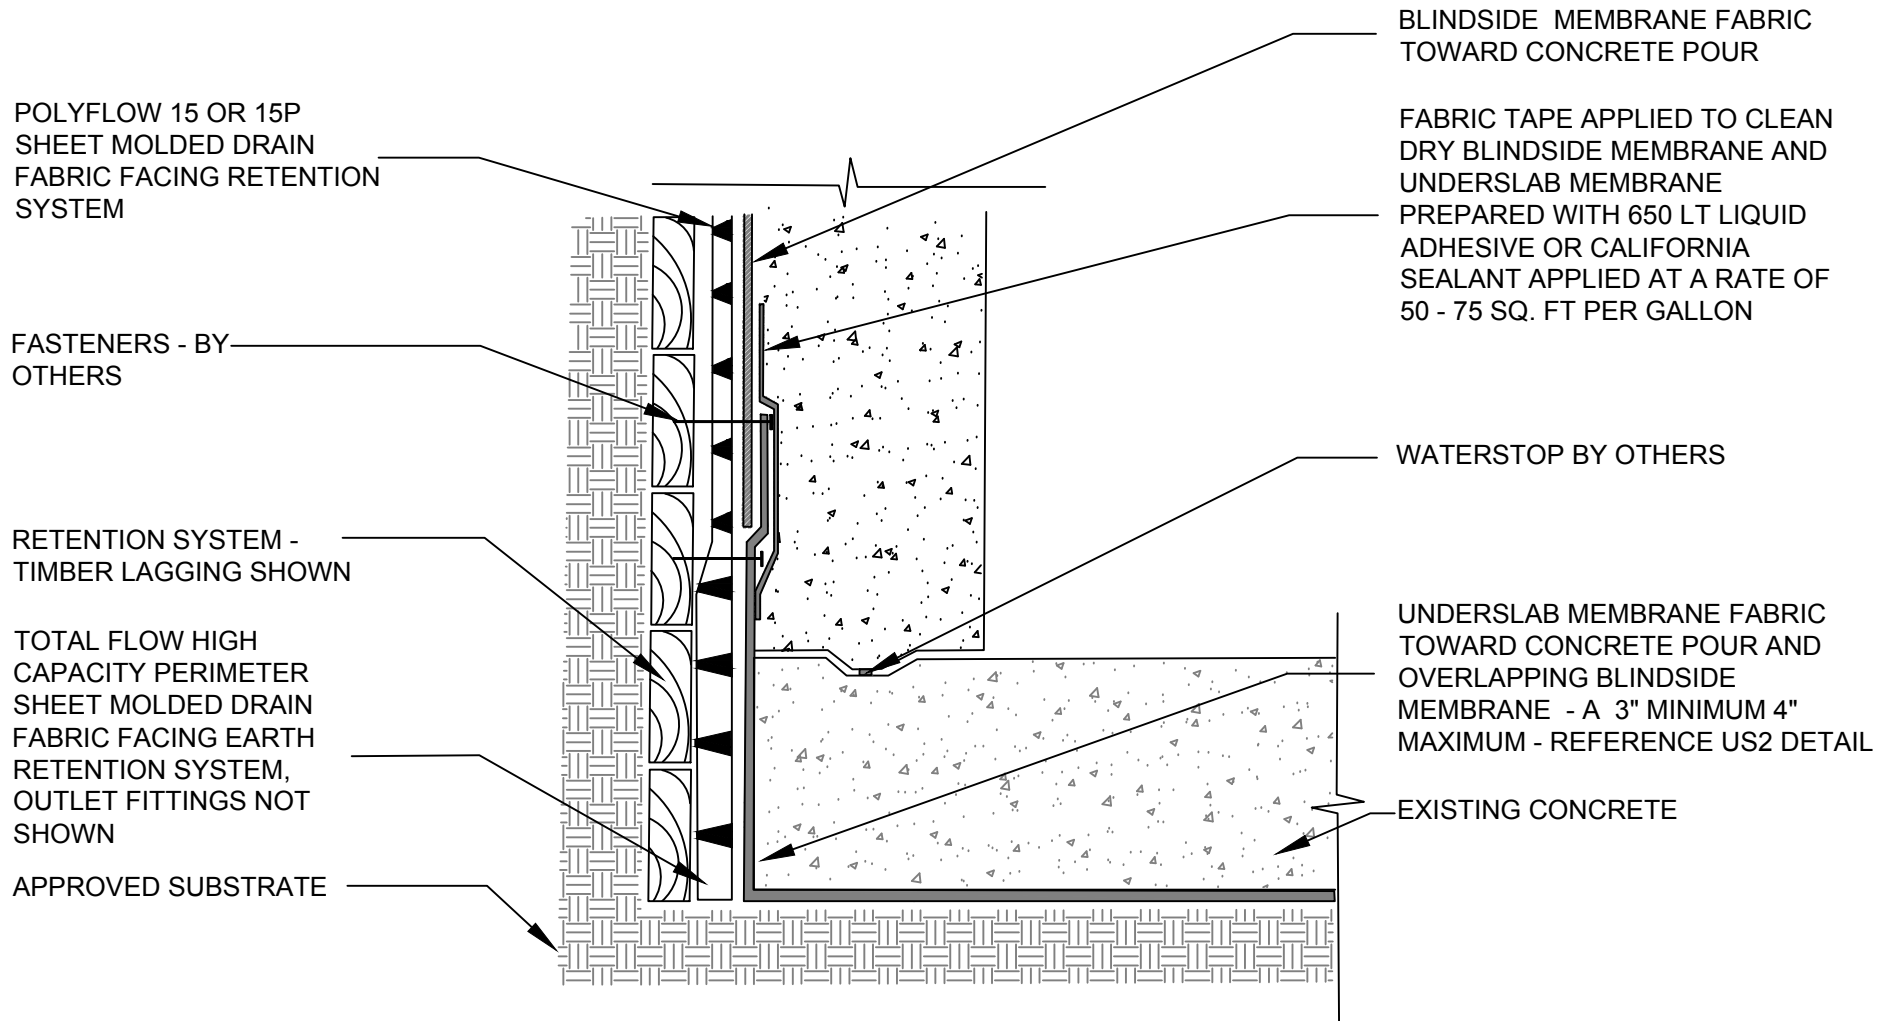 POLYFLOW 15 OR 15P
SHEET MOLDED DRAIN
FABRIC FACING RETENTION
SYSTEM
FASTENERS - BY
OTHERS
RETENTION SYSTEM -
TIMBER LAGGING SHOWN
TOTAL FLOW HIGH
CAPACITY PERIMETER
SHEET MOLDED DRAIN
FABRIC FACING EARTH
RETENTION SYSTEM,
OUTLET FITTINGS NOT
SHOWN
APPROVED SUBSTRATE
BLINDSIDE MEMBRANE FABRIC
TOWARD CONCRETE POUR
FABRIC TAPE APPLIED TO CLEAN
DRY BLINDSIDE MEMBRANE AND
UNDERSLAB MEMBRANE
PREPARED WITH 650 LT LIQUID
ADHESIVE OR CALIFORNIA
SEALANT APPLIED AT A RATE OF
50 - 75 SQ. FT PER GALLON
WATERSTOP BY OTHERS
UNDERSLAB MEMBRANE FABRIC
TOWARD CONCRETE POUR AND
OVERLAPPING BLINDSIDE
MEMBRANE - A 3" MINIMUM 4"
MAXIMUM - REFERENCE US2 DETAIL
EXISTING CONCRETE